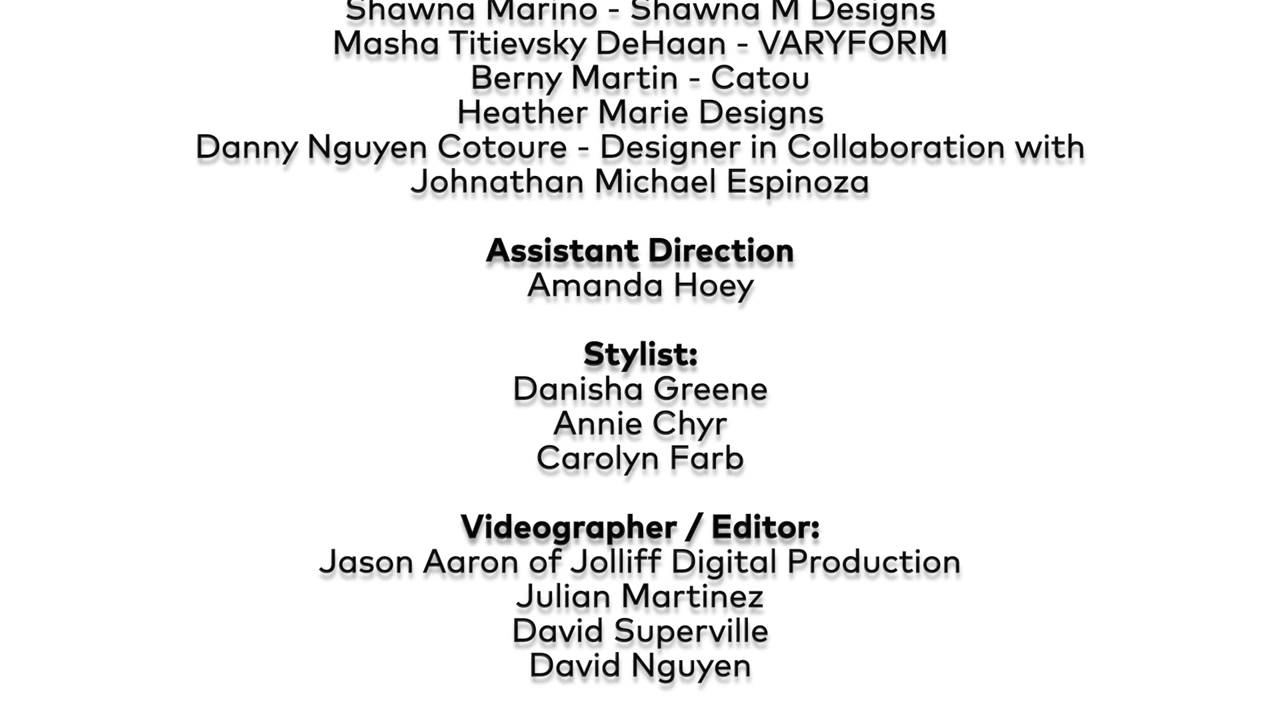 Shawna Marino - Shawna M Designs
Masha Titievsky DeHaan - VARYFORM
Berny Martin - Catou
Heather Marie Designs
Danny Nguyen Cotoure - Designer in Collaboration with
Johnathan Michael Espinoza
Assistant Direction
Amanda Hoey
Stylist:
Danisha Greene
Annie Chyr
Carolyn Farb
Videographer / Editor:
Jason Aaron of Jolliff Digital Production
Julian Martinez
David Superville
David Nguyen